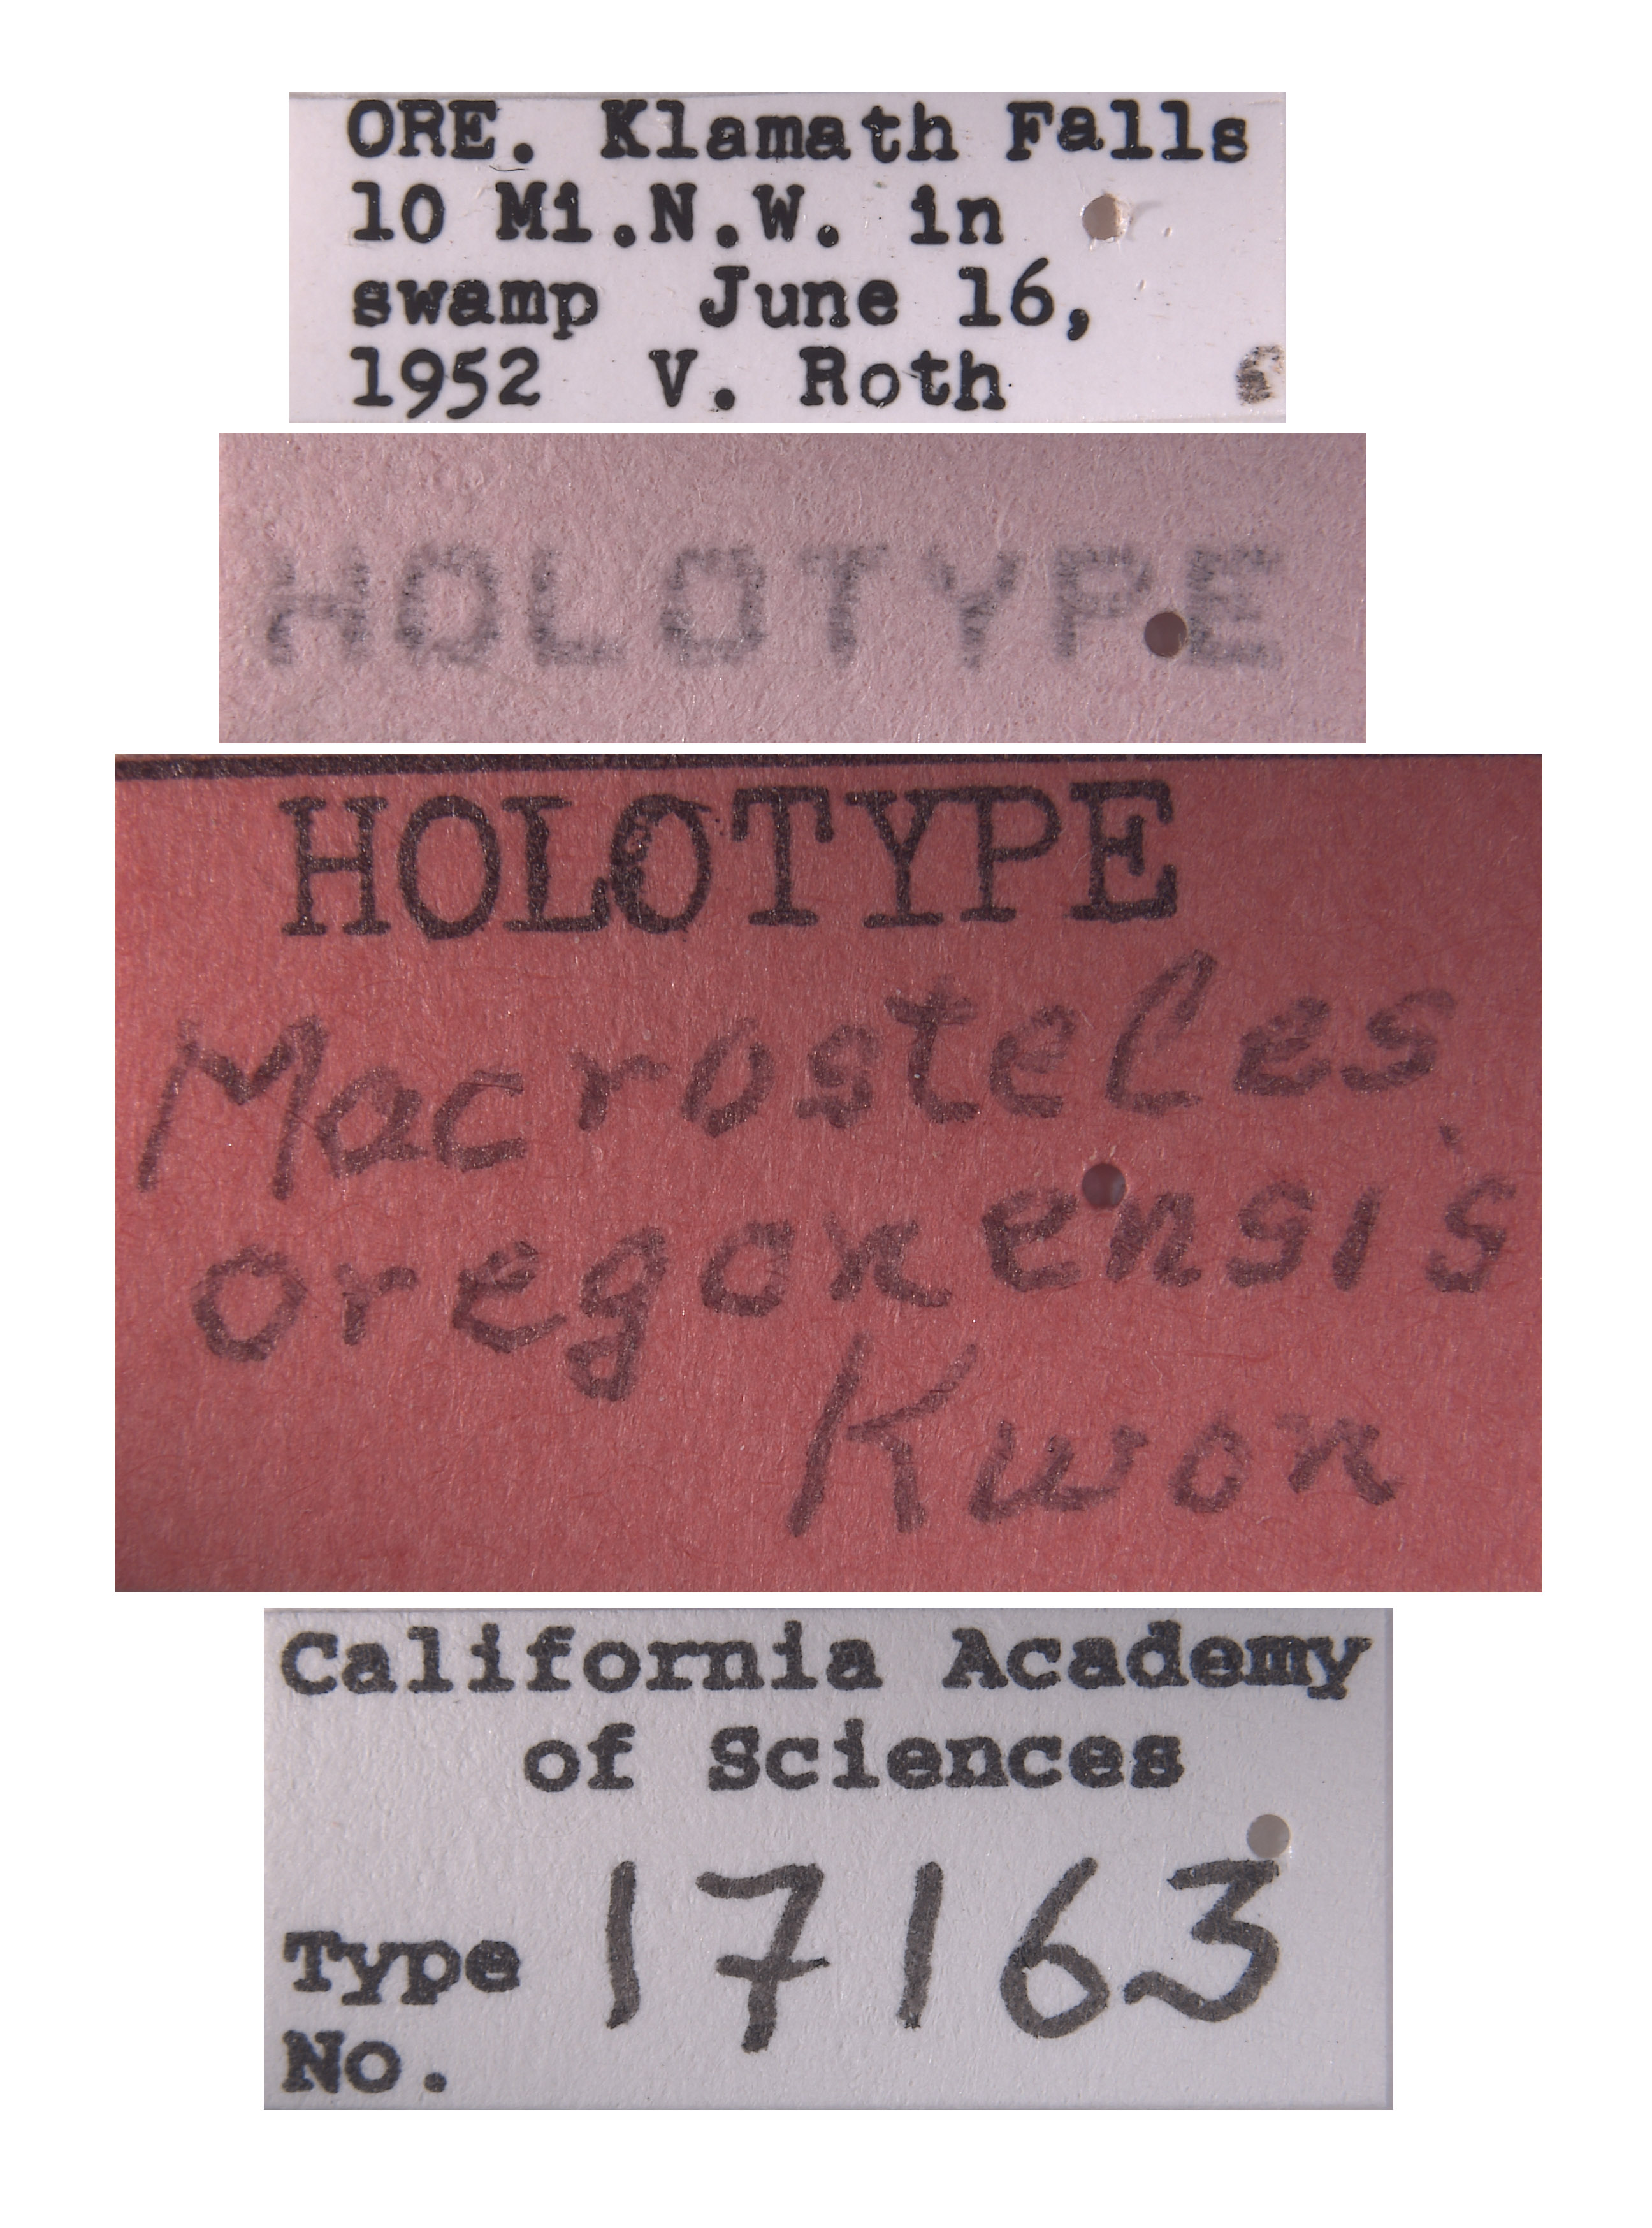 ORE. Klamath Falls
10 Mi.N.W. in
swamp June 16,
1952 V. Roth
HOLOTYPE
HOLOTYPE
Macrosteles
oregonensis
Kwon
California Academy
of Sciences
Type 17163
No.